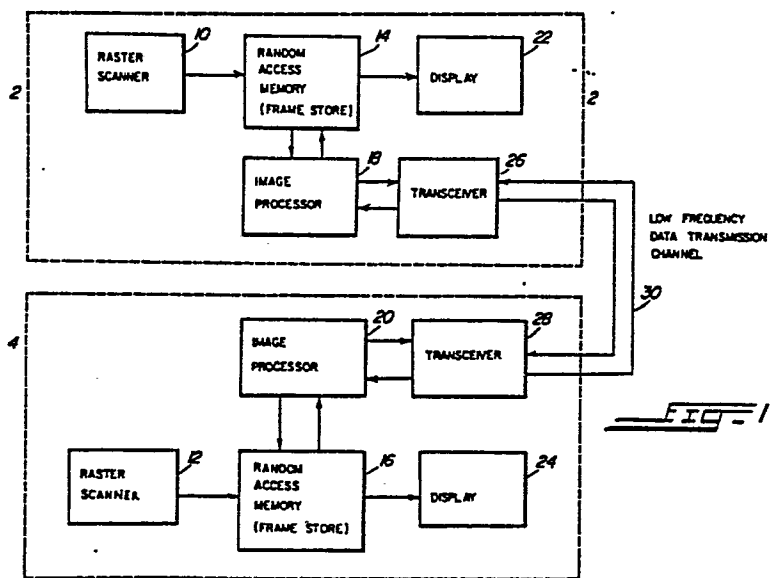 10
RASTER
SCANNER
14
RANDOM
ACCESS
MEMORY
(FRAME STORE)
22
DISPLAY
2
2
18
IMAGE
PROCESSOR
26
TRANSCEIVER
LOW FREQUENCY
DATA TRANSMISSION
CHANNEL
30
4
20
IMAGE
PROCESSOR
28
TRANSCEIVER
FIG-1
12
RASTER
SCANNER
16
RANDOM
ACCESS
MEMORY
(FRAME STORE)
24
DISPLAY